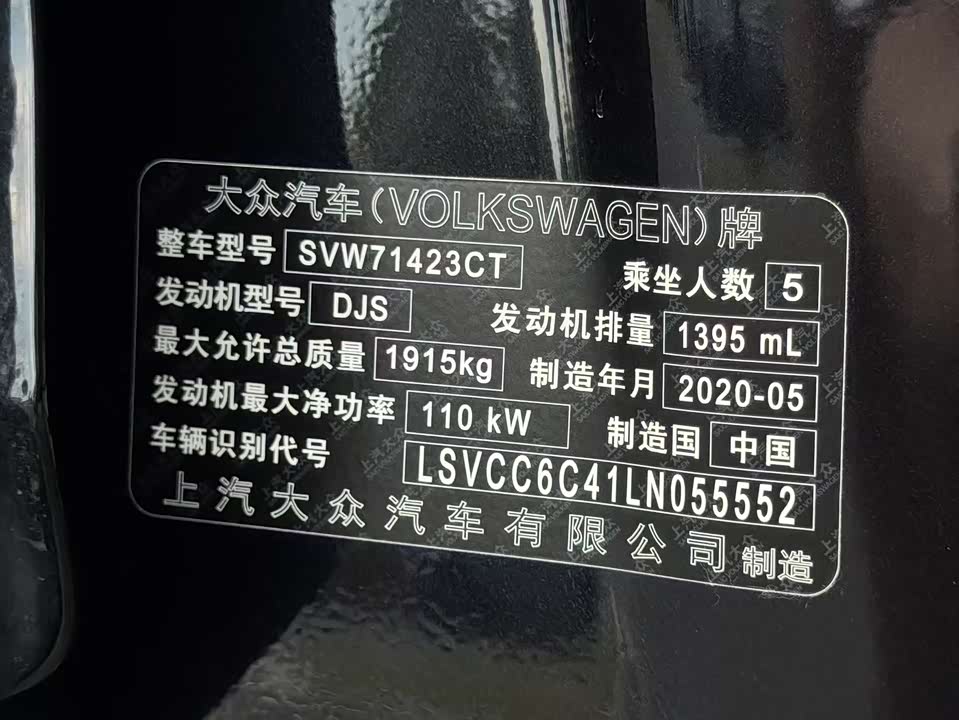 大众汽车(VOLKSWAGEN)牌
整车型号 SVW71423CT 乘坐人数 5
发动机型号 DJS 发动机排量 1395 mL
最大允许总质量 1915kg 制造年月 2020-05
发动机最大净功率 110 kW 制造国 中国
车辆识别代号 LSVCC6C41LN055552
上汽大众汽车有限公司 制造